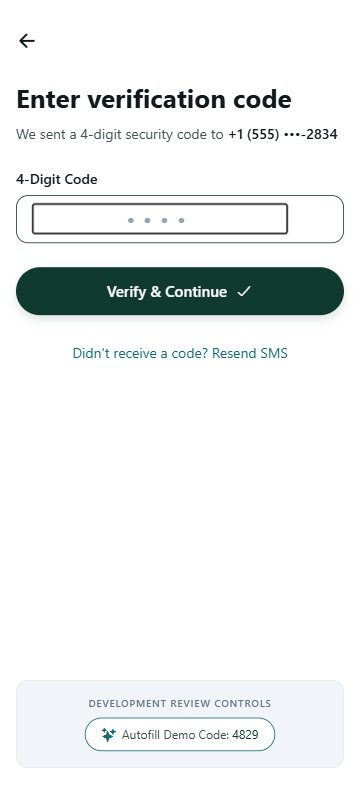 Enter verification code
We sent a 4-digit security code to +1 (555) •••-2834
4-Digit Code
• • • •
Verify & Continue
Didn't receive a code? Resend SMS
DEVELOPMENT REVIEW CONTROLS
Autofill Demo Code: 4829